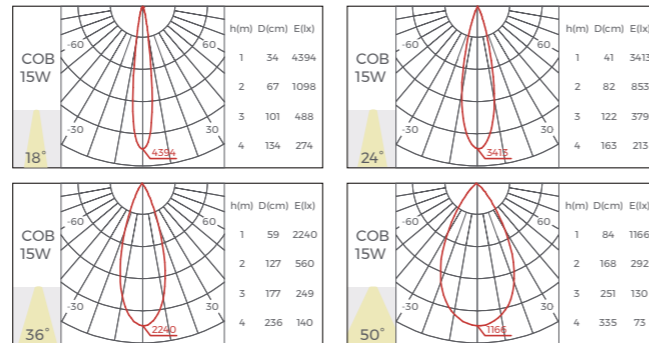 COB
15W
18°
-60
60
-30
30
4394
h(m) D(cm) E(lx)
1 34 4394
2 67 1098
3 101 488
4 134 274
COB
15W
24°
-60
60
-30
30
3413
h(m) D(cm) E(lx)
1 41 3413
2 82 853
3 122 379
4 163 213
COB
15W
36°
-60
60
-30
30
2240
h(m) D(cm) E(lx)
1 59 2240
2 127 560
3 177 249
4 236 140
COB
15W
50°
-60
60
-30
30
1166
h(m) D(cm) E(lx)
1 84 1166
2 168 292
3 251 130
4 335 73